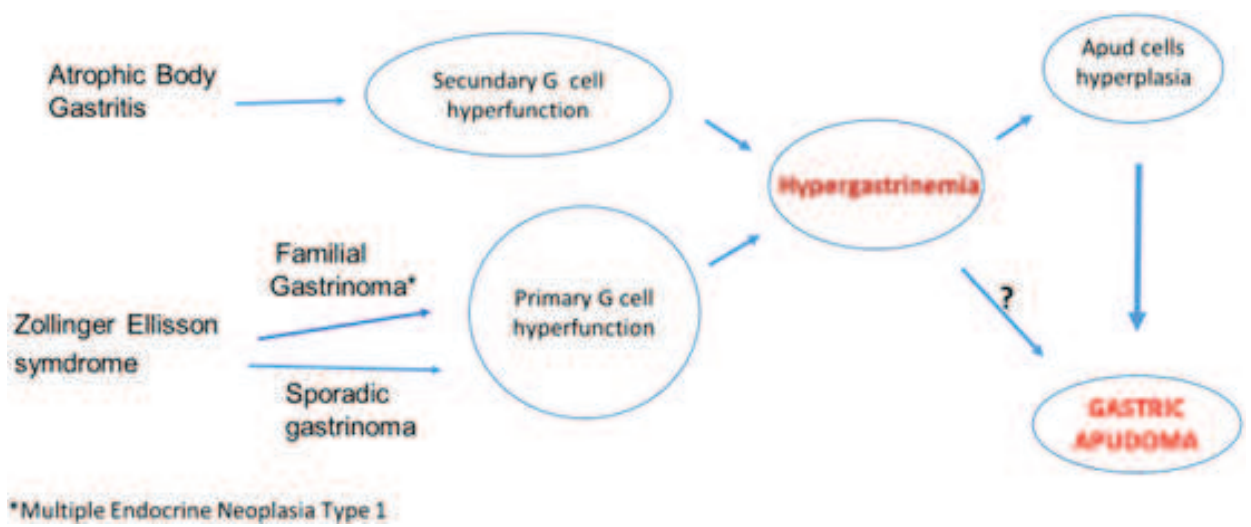 Atrophic Body
Gastritis
Secundary G cell
hyperfunction
Apud cells
hyperplasia
Hypergastrinemia
Familial
Gastrinoma*
Primary G cell
hyperfunction
?
Zollinger Ellisson
symdrome
Sporadic
gastrinoma
GASTRIC
APUDOMA
*Multiple Endocrine Neoplasia Type 1